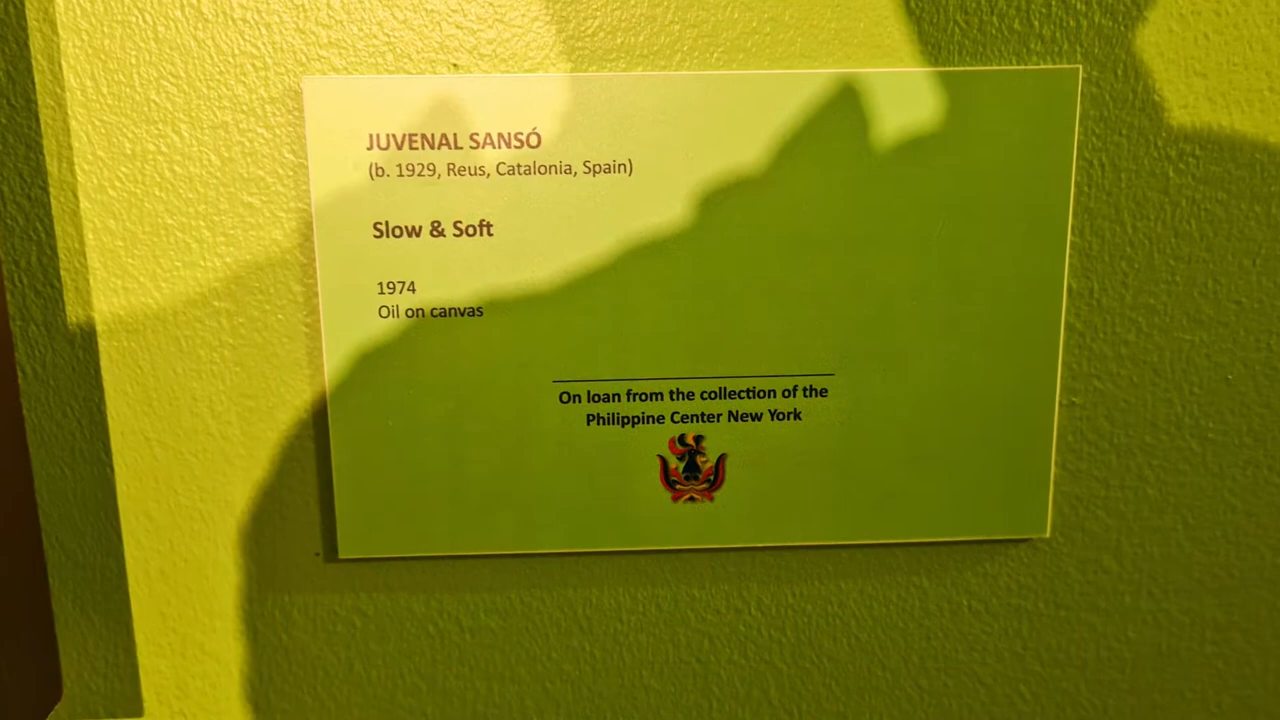 JUVENAL SANSÓ
(b. 1929, Reus, Catalonia, Spain)
Slow & Soft
1974
Oil on canvas
On loan from the collection of the
Philippine Center New York